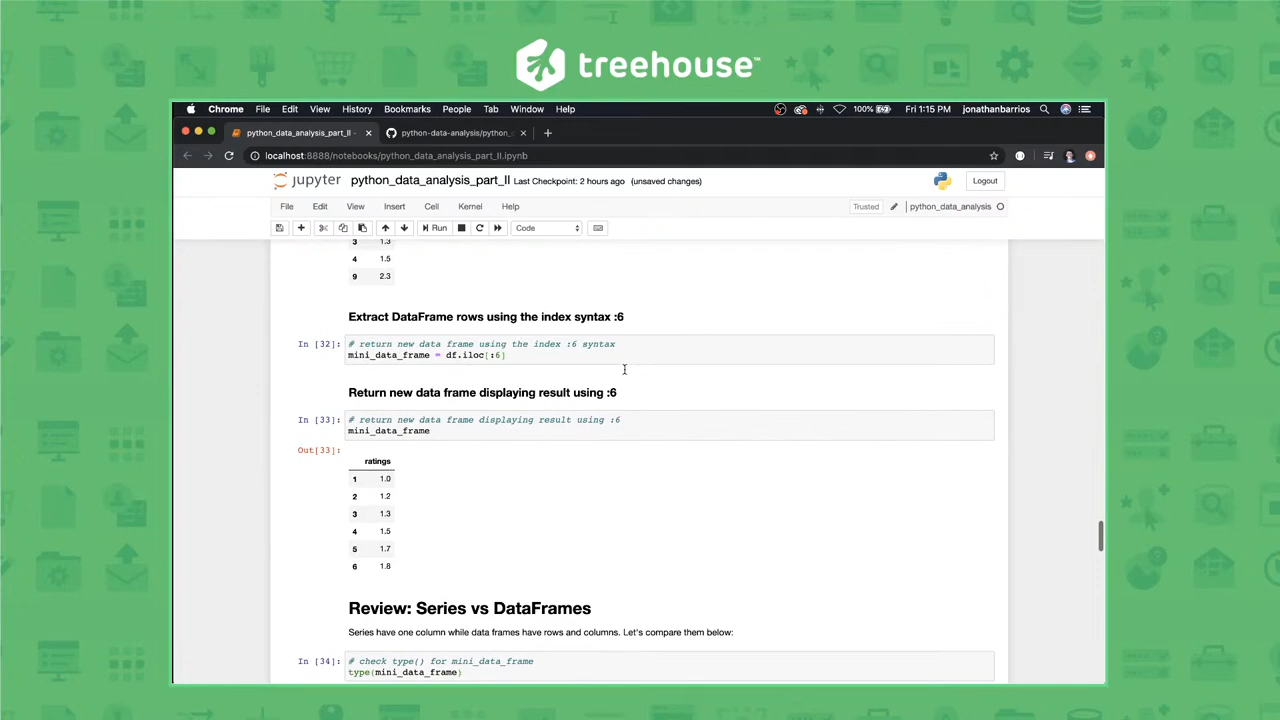 treehouse™
Chrome File Edit View History Bookmarks People Tab Window Help 100% Fri 1:15 PM jonathanbarrios
python_data_analysis_part_II - python-data-analysis/python_
localhost:8888/notebooks/python_data_analysis_part_II.ipynb
jupyter python_data_analysis_part_II Last Checkpoint: 2 hours ago (unsaved changes) Logout
File Edit View Insert Cell Kernel Help Trusted python_data_analysis
Run Code
3 1.3
4 1.5
9 2.3
Extract DataFrame rows using the index syntax :6
In [32]: # return new data frame using the index :6 syntax
mini_data_frame = df.iloc[:6]
Return new data frame displaying result using :6
In [33]: # return new data frame displaying result using :6
mini_data_frame
Out[33]:
ratings
1 1.0
2 1.2
3 1.3
4 1.5
5 1.7
6 1.8
Review: Series vs DataFrames
Series have one column while data frames have rows and columns. Let's compare them below:
In [34]: # check type() for mini_data_frame
type(mini_data_frame)